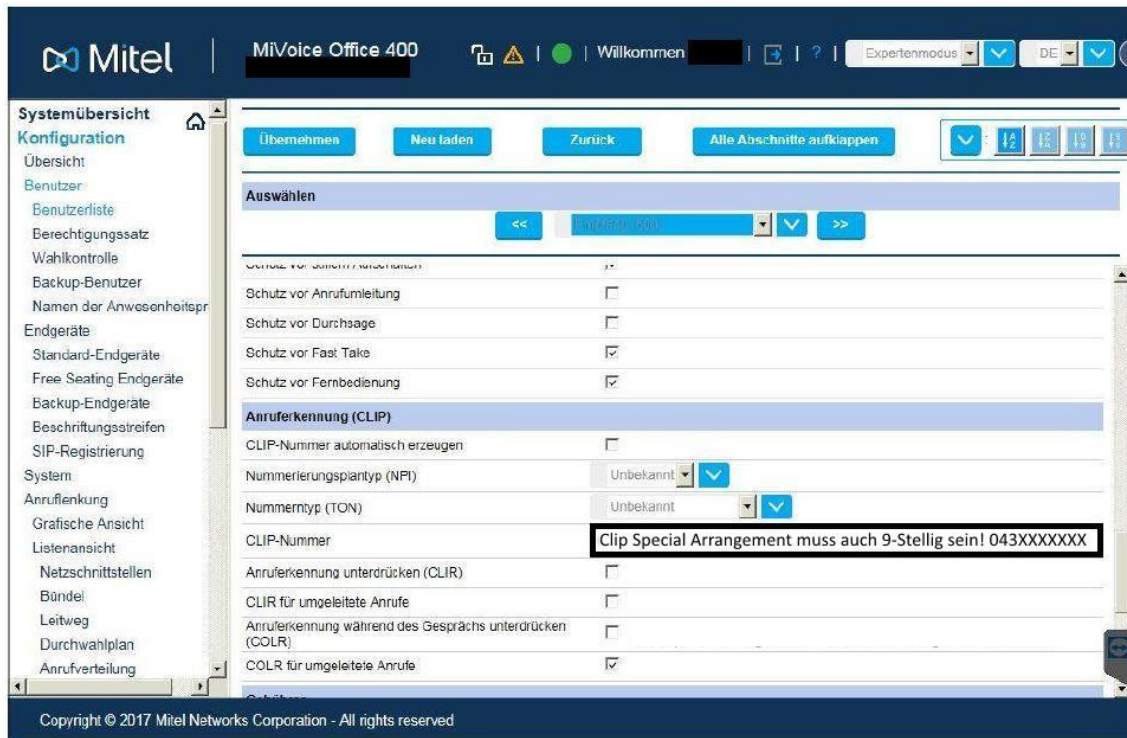 Mitel
MiVoice Office 400
Willkommen
?
Expertenmodus
DE
Systemübersicht
Konfiguration
Übersicht
Benutzer
Benutzerliste
Berechtigungssatz
Wahlkontrolle
Backup-Benutzer
Namen der Anwesenheitspr
Endgeräte
Standard-Endgeräte
Free Seating Endgeräte
Backup-Endgeräte
Beschriftungsstreifen
SIP-Registrierung
System
Anruflenkung
Grafische Ansicht
Listenansicht
Netzschnittstellen
Bündel
Leitweg
Durchwahlplan
Anrufverteilung
Übernehmen
Neu laden
Zurück
Alle Abschnitte aufklappen
Auswählen
<<
>>
Schutz vor stillem Aufschalten
Schutz vor Anrufumleitung
Schutz vor Durchsage
Schutz vor Fast Take
Schutz vor Fernbedienung
Anruferkennung (CLIP)
CLIP-Nummer automatisch erzeugen
Nummerierungsplantyp (NPI)
Unbekannt
Nummerntyp (TON)
Unbekannt
CLIP-Nummer
Clip Special Arrangement muss auch 9-Stellig sein! 043XXXXXXX
Anruferkennung unterdrücken (CLIR)
CLIR für umgeleitete Anrufe
Anruferkennung während des Gesprächs unterdrücken
(COLR)
COLR für umgeleitete Anrufe
Copyright © 2017 Mitel Networks Corporation - All rights reserved